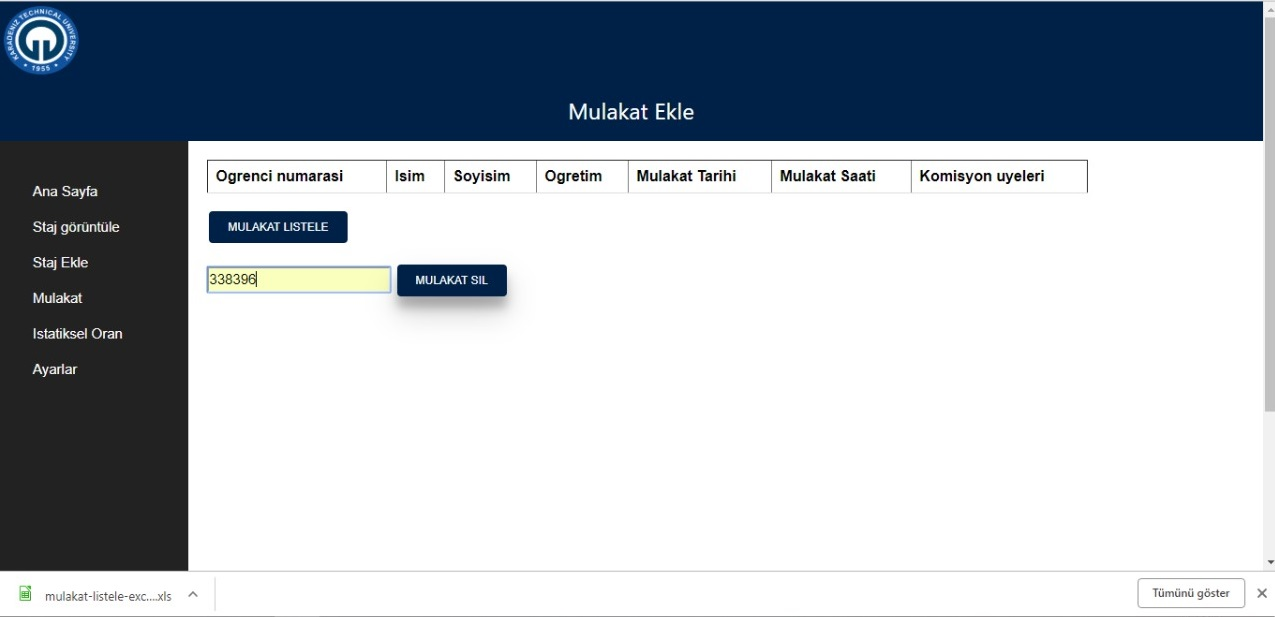 KARADENIZ TECHNICAL UNIVERSITY
• 1955 •
Mulakat Ekle
Ana Sayfa
Staj görüntüle
Staj Ekle
Mulakat
Istatiksel Oran
Ayarlar
Ogrenci numarasi Isim Soyisim Ogretim Mulakat Tarihi Mulakat Saati Komisyon uyeleri
MULAKAT LISTELE
338396 MULAKAT SIL
mulakat-listele-exc....xls Tümünü göster